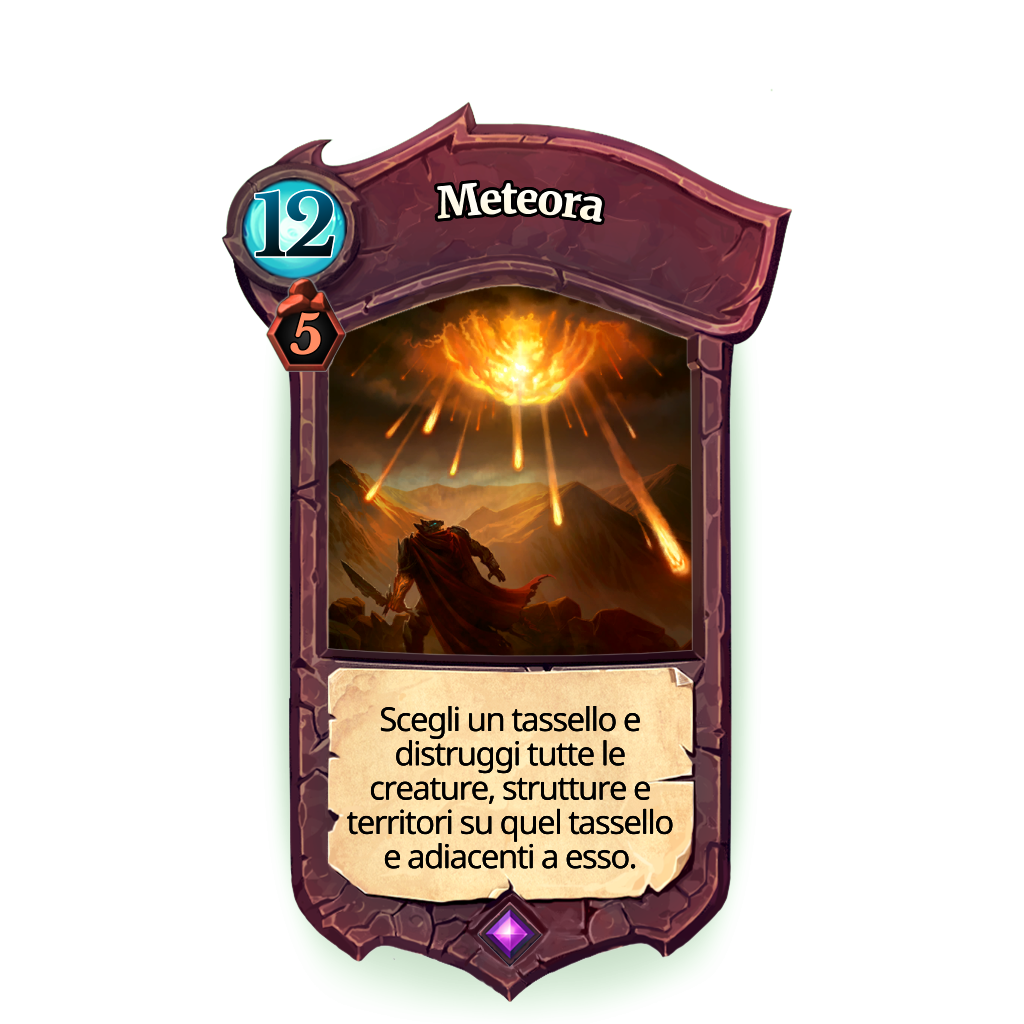 Meteora
12
5
Scegli un tassello e
distruggi tutte le
creature, strutture e
territori su quel tassello
e adiacenti a esso.